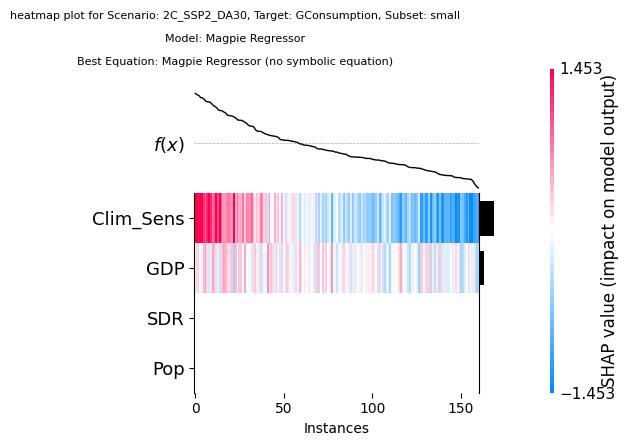 heatmap plot for Scenario: 2C_SSP2_DA30, Target: GConsumption, Subset: small
Model: Magpie Regressor
Best Equation: Magpie Regressor (no symbolic equation)
1.453
f(x)
Clim_Sens
GDP
SDR
Pop
SHAP value (impact on model output)
−1.453
0 50 100 150
Instances